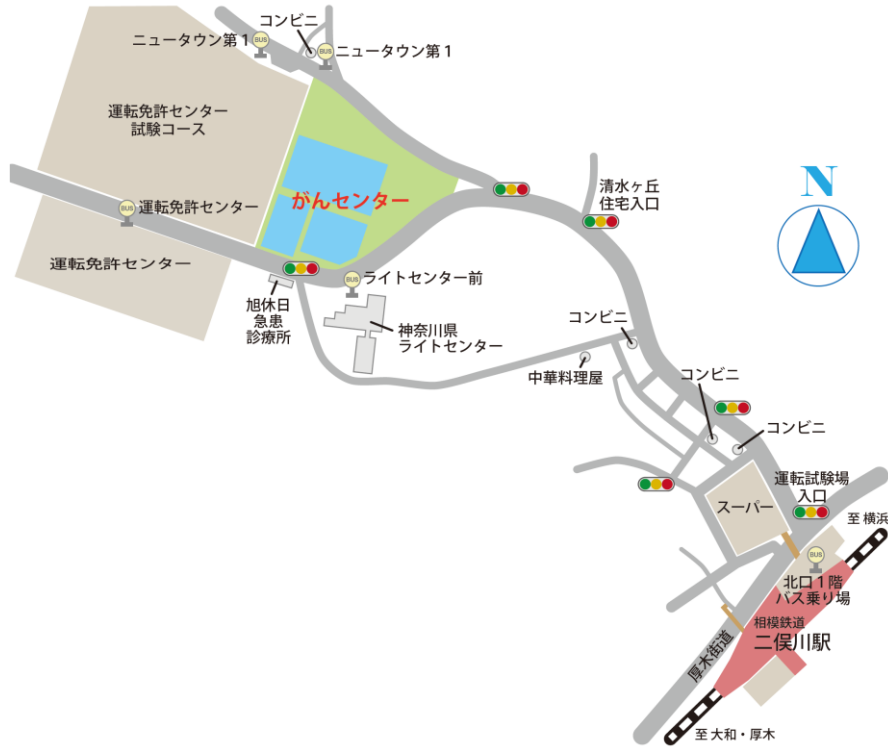 コンビニ
ニュータウン第1
BUS
BUS
ニュータウン第1
運転免許センター
試験コース
がんセンター
清水ヶ丘
住宅入口
N
BUS
運転免許センター
運転免許センター
BUS
ライトセンター前
旭休日
急患
診療所
神奈川県
ライトセンター
コンビニ
中華料理屋
コンビニ
コンビニ
運転試験場
入口
スーパー
至 横浜
BUS
北口1階
バス乗り場
相模鉄道
二俣川駅
厚木街道
至 大和・厚木